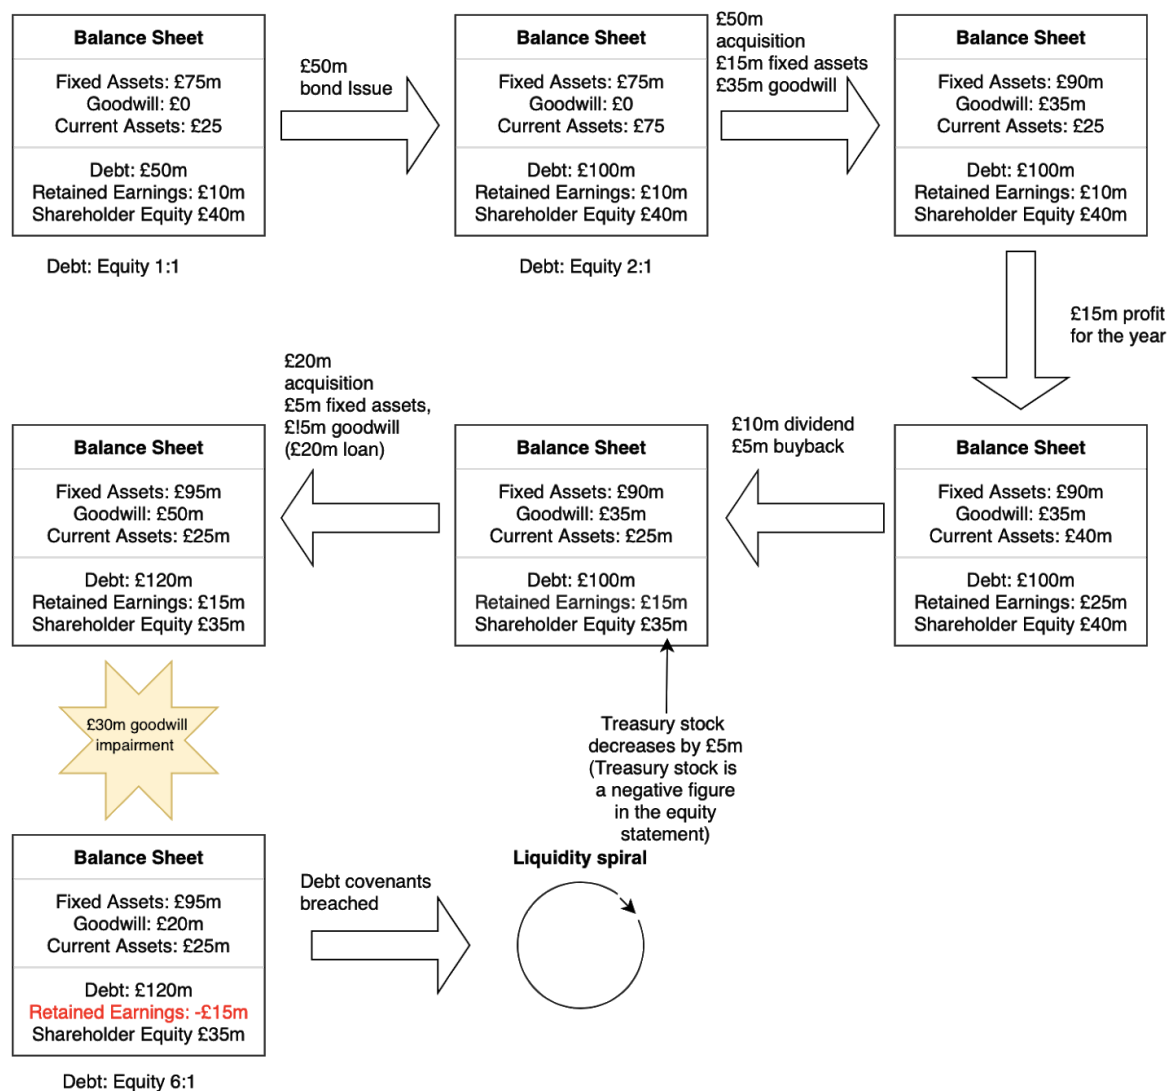 Balance Sheet
Fixed Assets: £75m
Goodwill: £0
Current Assets: £25
Debt: £50m
Retained Earnings: £10m
Shareholder Equity £40m
Debt: Equity 1:1
£50m
bond Issue
Balance Sheet
Fixed Assets: £75m
Goodwill: £0
Current Assets: £75
Debt: £100m
Retained Earnings: £10m
Shareholder Equity £40m
Debt: Equity 2:1
£50m
acquisition
£15m fixed assets
£35m goodwill
Balance Sheet
Fixed Assets: £90m
Goodwill: £35m
Current Assets: £25
Debt: £100m
Retained Earnings: £10m
Shareholder Equity £40m
£15m profit
for the year
Balance Sheet
Fixed Assets: £90m
Goodwill: £35m
Current Assets: £40m
Debt: £100m
Retained Earnings: £25m
Shareholder Equity £40m
£10m dividend
£5m buyback
Balance Sheet
Fixed Assets: £90m
Goodwill: £35m
Current Assets: £25m
Debt: £100m
Retained Earnings: £15m
Shareholder Equity £35m
Treasury stock
decreases by £5m
(Treasury stock is
a negative figure
in the equity
statement)
£20m
acquisition
£5m fixed assets,
£!5m goodwill
(£20m loan)
Balance Sheet
Fixed Assets: £95m
Goodwill: £50m
Current Assets: £25m
Debt: £120m
Retained Earnings: £15m
Shareholder Equity £35m
£30m goodwill
impairment
Balance Sheet
Fixed Assets: £95m
Goodwill: £20m
Current Assets: £25m
Debt: £120m
Retained Earnings: -£15m
Shareholder Equity £35m
Debt: Equity 6:1
Debt covenants
breached
Liquidity spiral